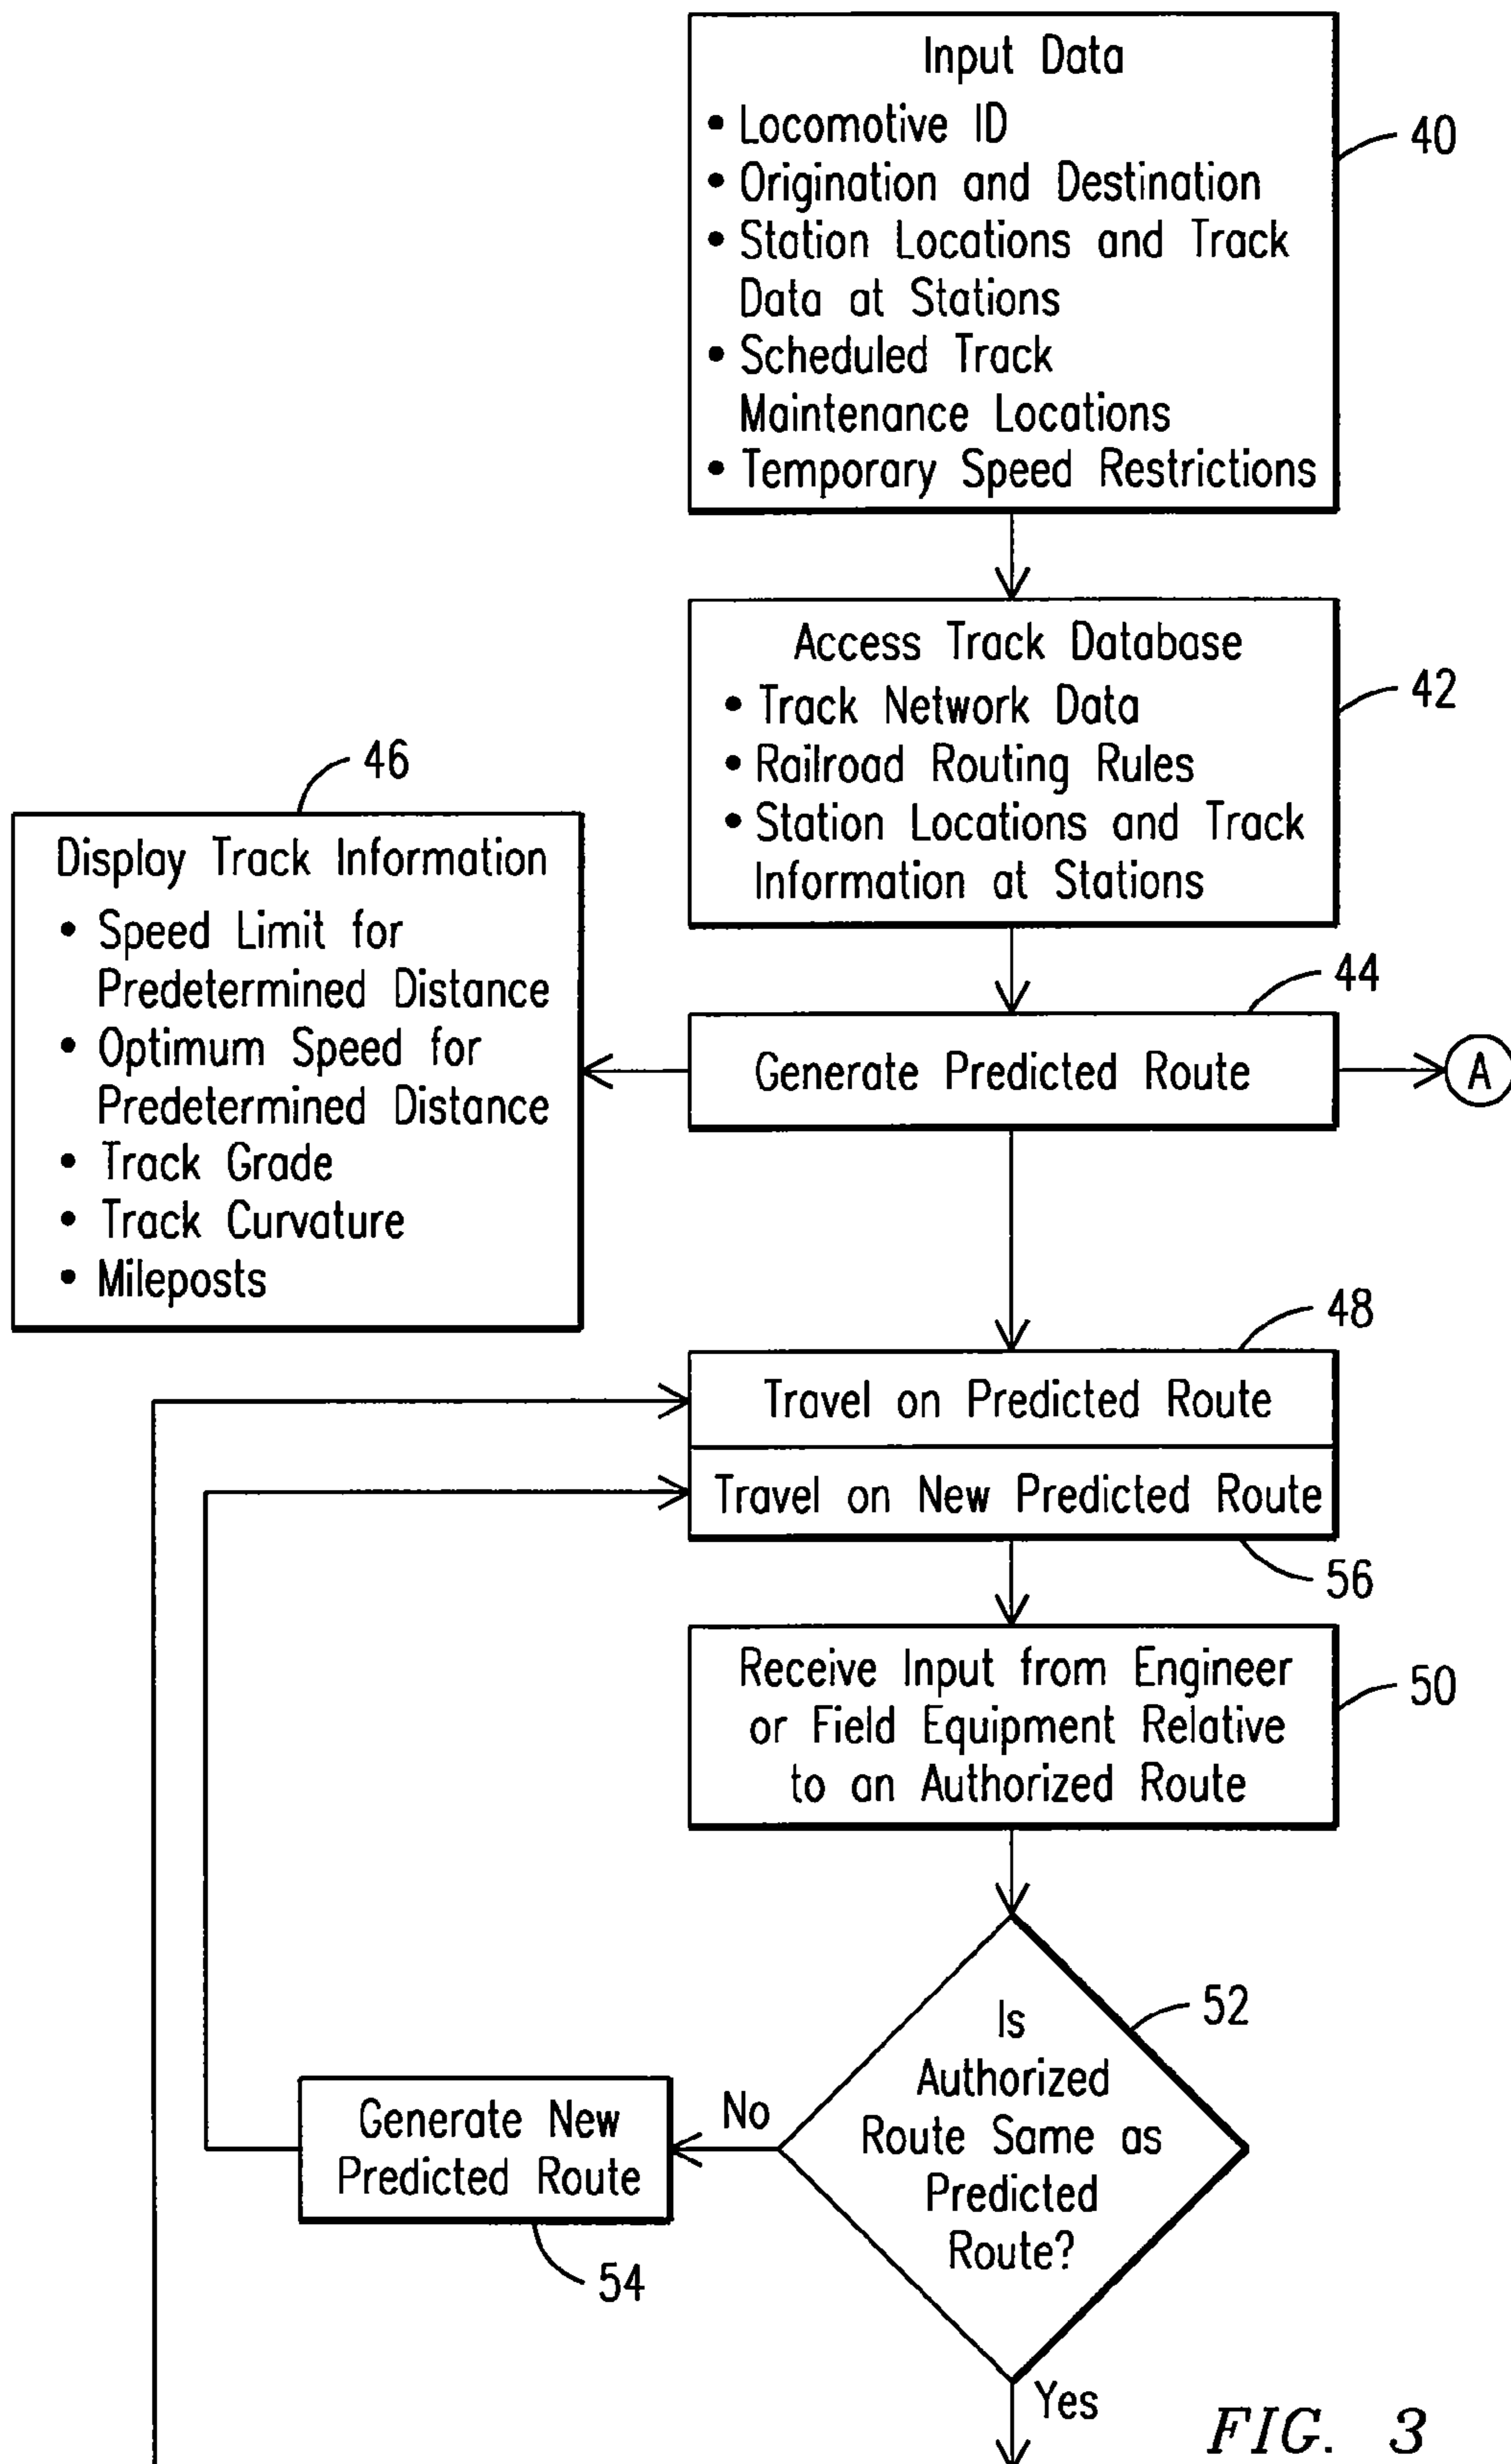 Input Data
• Locomotive ID
• Origination and Destination
• Station Locations and Track
Data at Stations
• Scheduled Track
Maintenance Locations
• Temporary Speed Restrictions
40
Access Track Database
• Track Network Data
• Railroad Routing Rules
• Station Locations and Track
Information at Stations
42
46
Display Track Information
• Speed Limit for
Predetermined Distance
• Optimum Speed for
Predetermined Distance
• Track Grade
• Track Curvature
• Mileposts
44
Generate Predicted Route
A
48
Travel on Predicted Route
Travel on New Predicted Route
56
Receive Input from Engineer
or Field Equipment Relative
to an Authorized Route
50
Is
Authorized
Route Same as
Predicted
Route?
52
No
Generate New
Predicted Route
54
Yes
FIG. 3